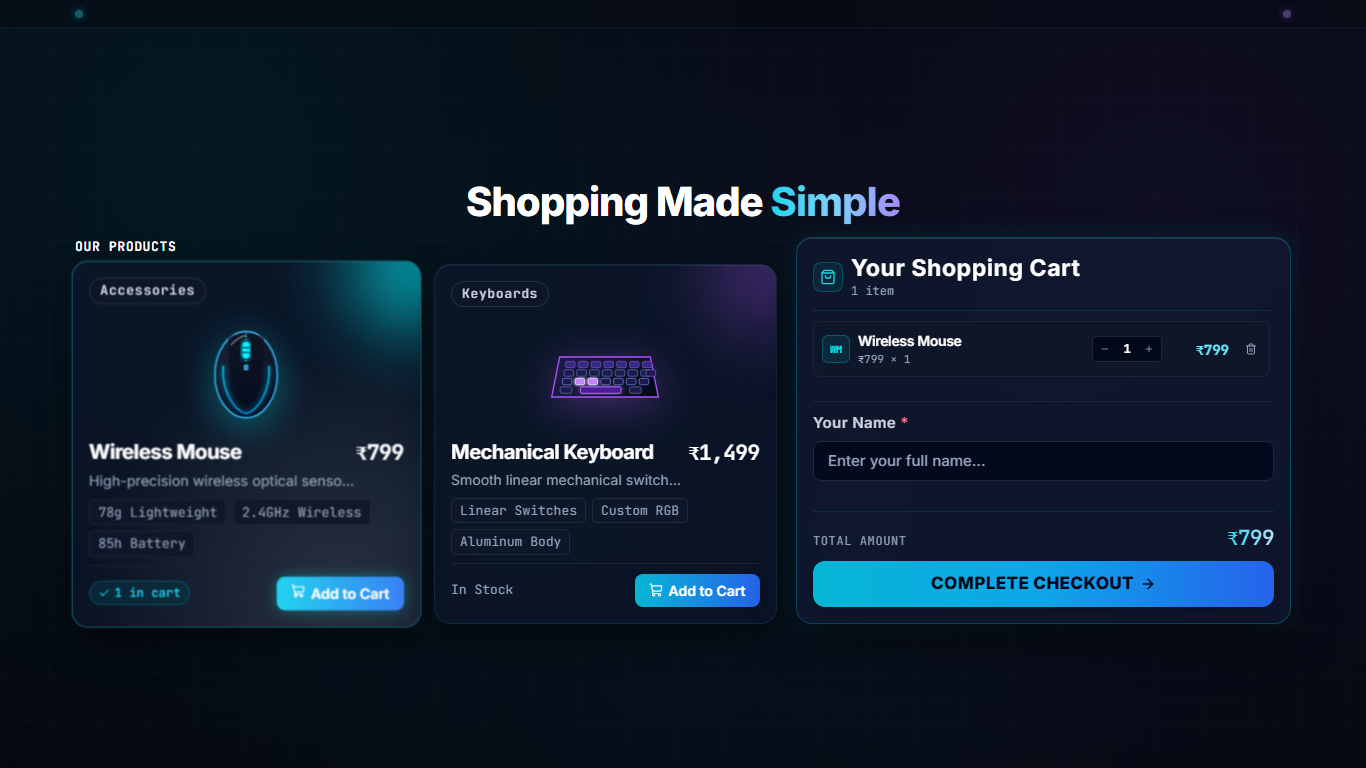 Shopping Made Simple
OUR PRODUCTS
Accessories
Wireless Mouse ₹799
High-precision wireless optical senso...
78g Lightweight 2.4GHz Wireless
85h Battery
✓ 1 in cart Add to Cart
Keyboards
Mechanical Keyboard ₹1,499
Smooth linear mechanical switch...
Linear Switches Custom RGB
Aluminum Body
In Stock Add to Cart
Your Shopping Cart
1 item
WM Wireless Mouse − 1 + ₹799
₹799 × 1
Your Name *
Enter your full name...
TOTAL AMOUNT ₹799
COMPLETE CHECKOUT →